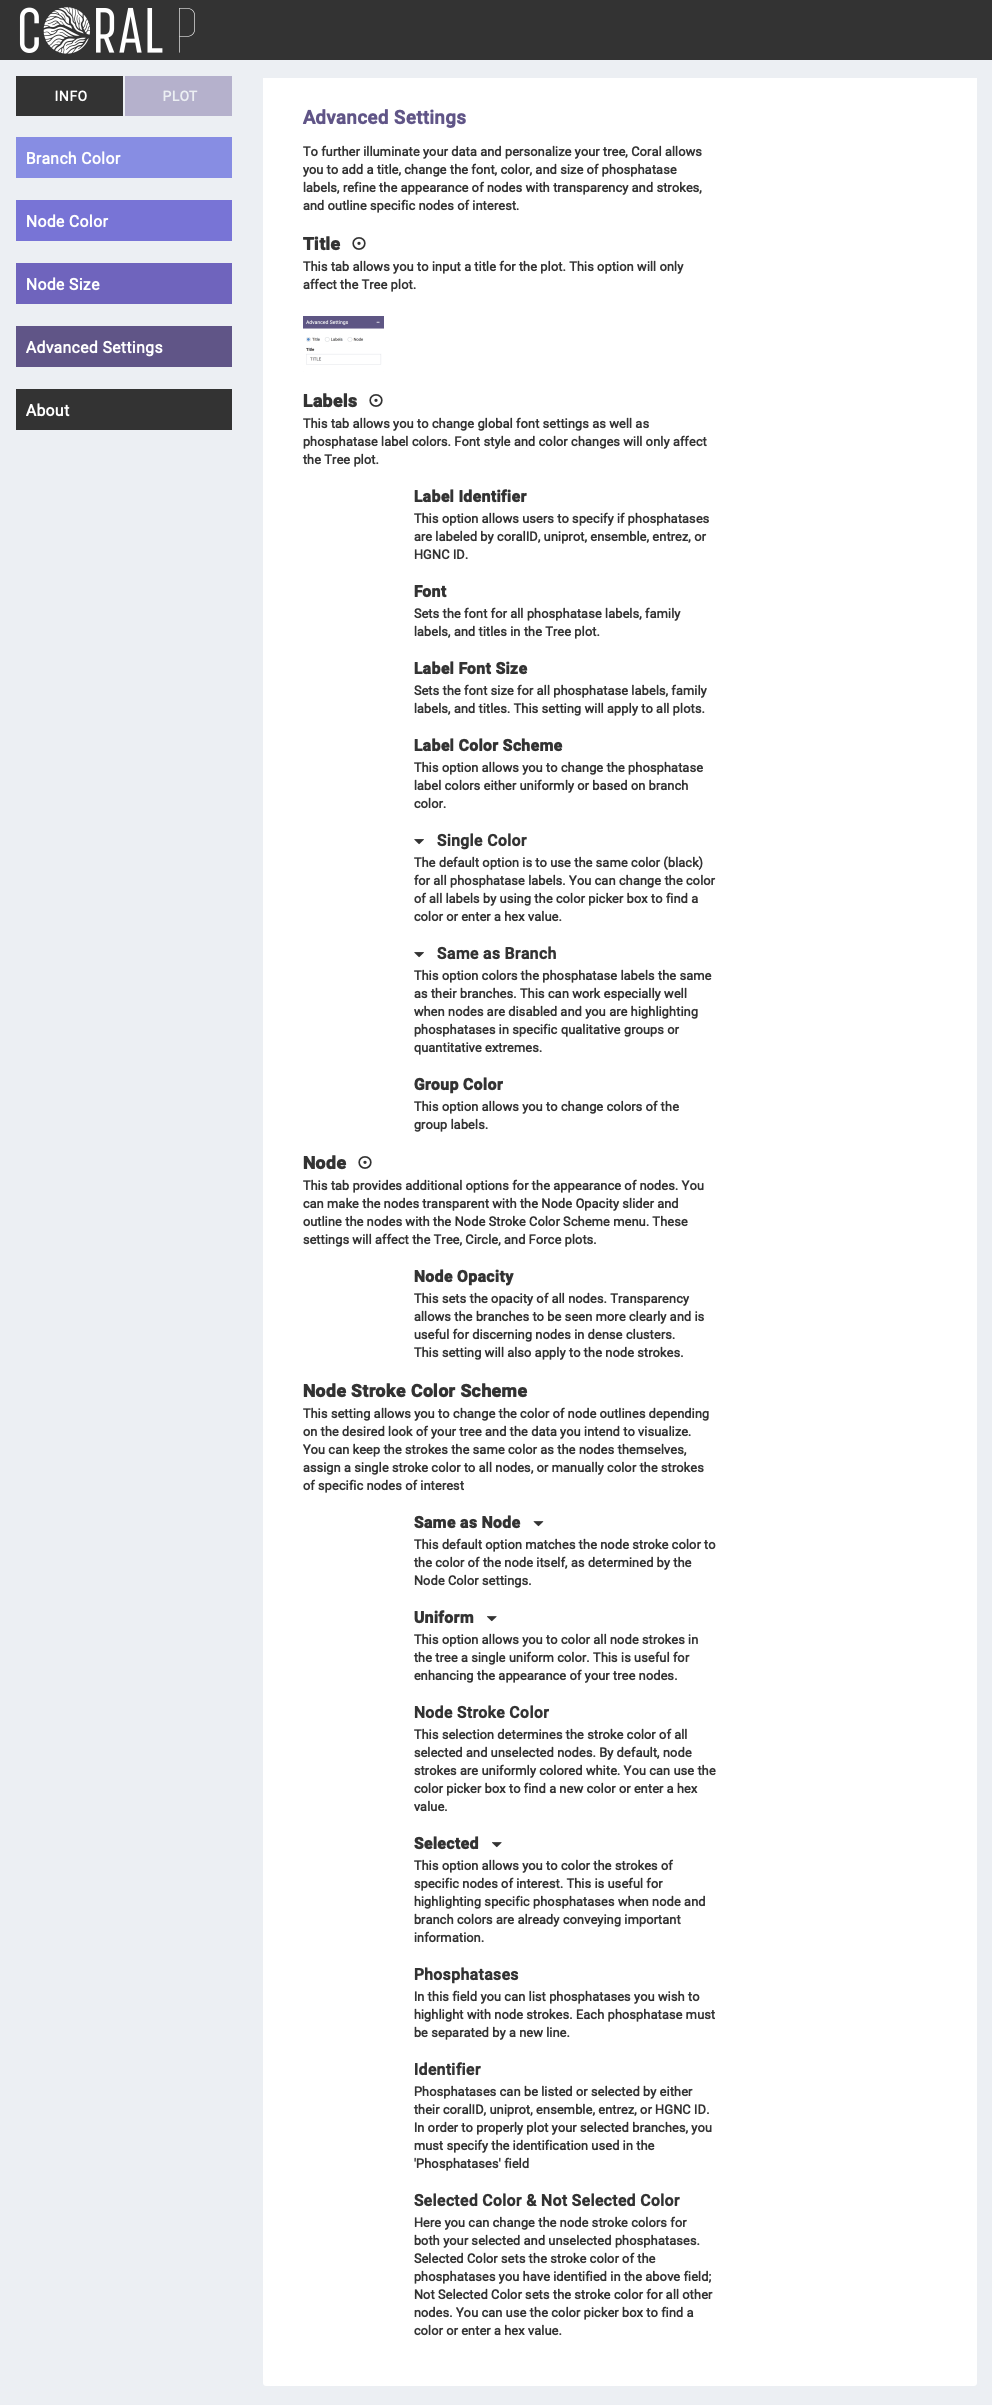 CORAL P
INFO
PLOT
Branch Color
Node Color
Node Size
Advanced Settings
About
Advanced Settings
To further illuminate your data and personalize your tree, Coral allows
you to add a title, change the font, color, and size of phosphatase
labels, refine the appearance of nodes with transparency and strokes,
and outline specific nodes of interest.
Title
This tab allows you to input a title for the plot. This option will only
affect the Tree plot.
Advanced Settings
Title Labels Node
Title
TITLE
Labels
This tab allows you to change global font settings as well as
phosphatase label colors. Font style and color changes will only affect
the Tree plot.
Label Identifier
This option allows users to specify if phosphatases
are labeled by coralID, uniprot, ensemble, entrez, or
HGNC ID.
Font
Sets the font for all phosphatase labels, family
labels, and titles in the Tree plot.
Label Font Size
Sets the font size for all phosphatase labels, family
labels, and titles. This setting will apply to all plots.
Label Color Scheme
This option allows you to change the phosphatase
label colors either uniformly or based on branch
color.
Single Color
The default option is to use the same color (black)
for all phosphatase labels. You can change the color
of all labels by using the color picker box to find a
color or enter a hex value.
Same as Branch
This option colors the phosphatase labels the same
as their branches. This can work especially well
when nodes are disabled and you are highlighting
phosphatases in specific qualitative groups or
quantitative extremes.
Group Color
This option allows you to change colors of the
group labels.
Node
This tab provides additional options for the appearance of nodes. You
can make the nodes transparent with the Node Opacity slider and
outline the nodes with the Node Stroke Color Scheme menu. These
settings will affect the Tree, Circle, and Force plots.
Node Opacity
This sets the opacity of all nodes. Transparency
allows the branches to be seen more clearly and is
useful for discerning nodes in dense clusters.
This setting will also apply to the node strokes.
Node Stroke Color Scheme
This setting allows you to change the color of node outlines depending
on the desired look of your tree and the data you intend to visualize.
You can keep the strokes the same color as the nodes themselves,
assign a single stroke color to all nodes, or manually color the strokes
of specific nodes of interest
Same as Node
This default option matches the node stroke color to
the color of the node itself, as determined by the
Node Color settings.
Uniform
This option allows you to color all node strokes in
the tree a single uniform color. This is useful for
enhancing the appearance of your tree nodes.
Node Stroke Color
This selection determines the stroke color of all
selected and unselected nodes. By default, node
strokes are uniformly colored white. You can use the
color picker box to find a new color or enter a hex
value.
Selected
This option allows you to color the strokes of
specific nodes of interest. This is useful for
highlighting specific phosphatases when node and
branch colors are already conveying important
information.
Phosphatases
In this field you can list phosphatases you wish to
highlight with node strokes. Each phosphatase must
be separated by a new line.
Identifier
Phosphatases can be listed or selected by either
their coralID, uniprot, ensemble, entrez, or HGNC ID.
In order to properly plot your selected branches, you
must specify the identification used in the
'Phosphatases' field
Selected Color & Not Selected Color
Here you can change the node stroke colors for
both your selected and unselected phosphatases.
Selected Color sets the stroke color of the
phosphatases you have identified in the above field;
Not Selected Color sets the stroke color for all other
nodes. You can use the color picker box to find a
color or enter a hex value.